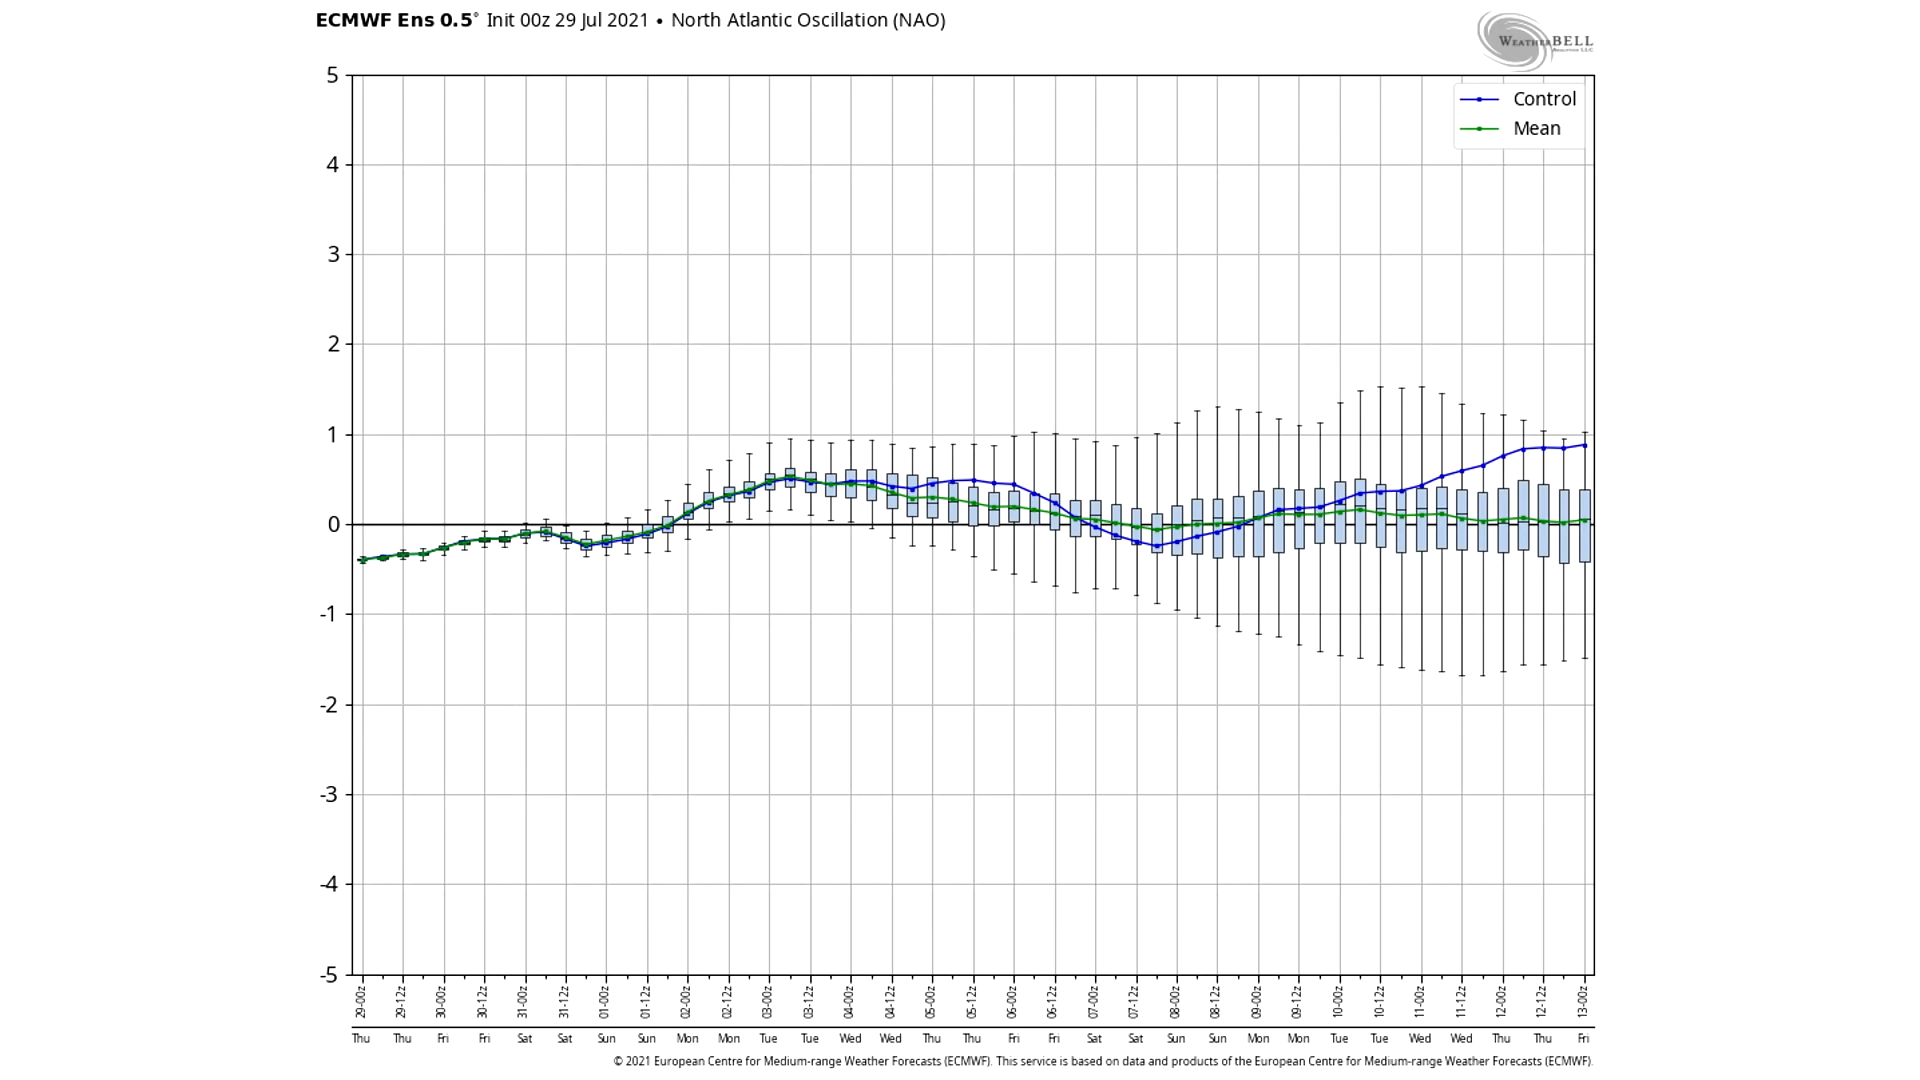 ECMWF Ens 0.5° Init 00z 29 Jul 2021 • North Atlantic Oscillation (NAO)
WEATHERBELL
Control
Mean
5
4
3
2
1
0
-1
-2
-3
-4
-5
29-00z 29-12z 30-00z 30-12z 31-00z 31-12z 01-00z 01-12z 02-00z 02-12z 03-00z 03-12z 04-00z 04-12z 05-00z 05-12z 06-00z 06-12z 07-00z 07-12z 08-00z 08-12z 09-00z 09-12z 10-00z 10-12z 11-00z 11-12z 12-00z 12-12z 13-00z
Thu Thu Fri Fri Sat Sat Sun Sun Mon Mon Tue Tue Wed Wed Thu Thu Fri Fri Sat Sat Sun Sun Mon Mon Tue Tue Wed Wed Thu Thu Fri
© 2021 European Centre for Medium-range Weather Forecasts (ECMWF). This service is based on data and products of the European Centre for Medium-range Weather Forecasts (ECMWF).